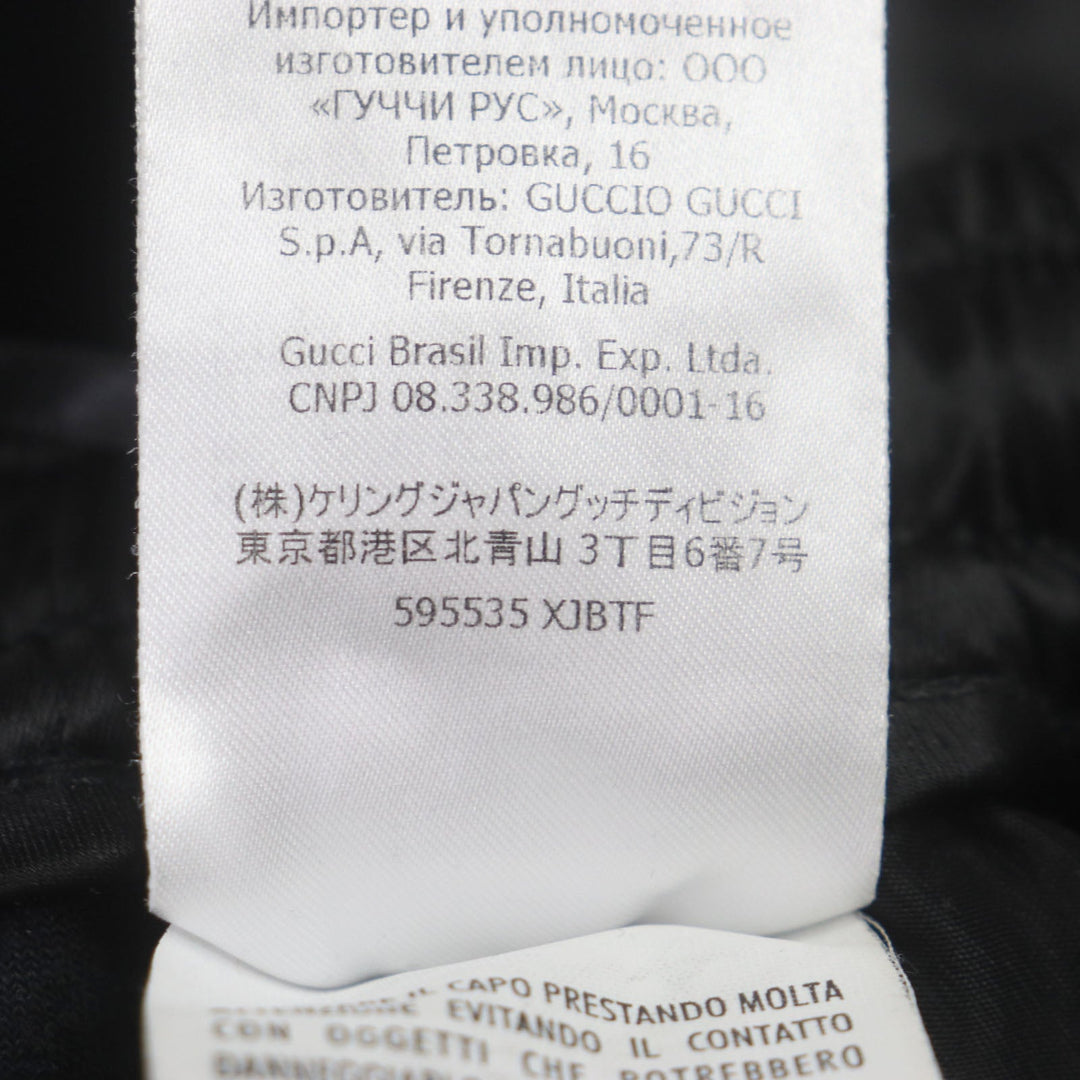 Импортер и уполномоченное
изготовителем лицо: ООО
«ГУЧЧИ РУС», Москва,
Петровка, 16
Изготовитель: GUCCIO GUCCI
S.p.A, via Tornabuoni,73/R
Firenze, Italia
Gucci Brasil Imp. Exp. Ltda.
CNPJ 08.338.986/0001-16
(株)ケリングジャパングッチディビジョン
東京都港区北青山 3丁目6番7号
595535 XJBTF
IL CAPO PRESTANDO MOLTA
EVITANDO IL CONTATTO
CON OGGETTI CHE POTREBBERO